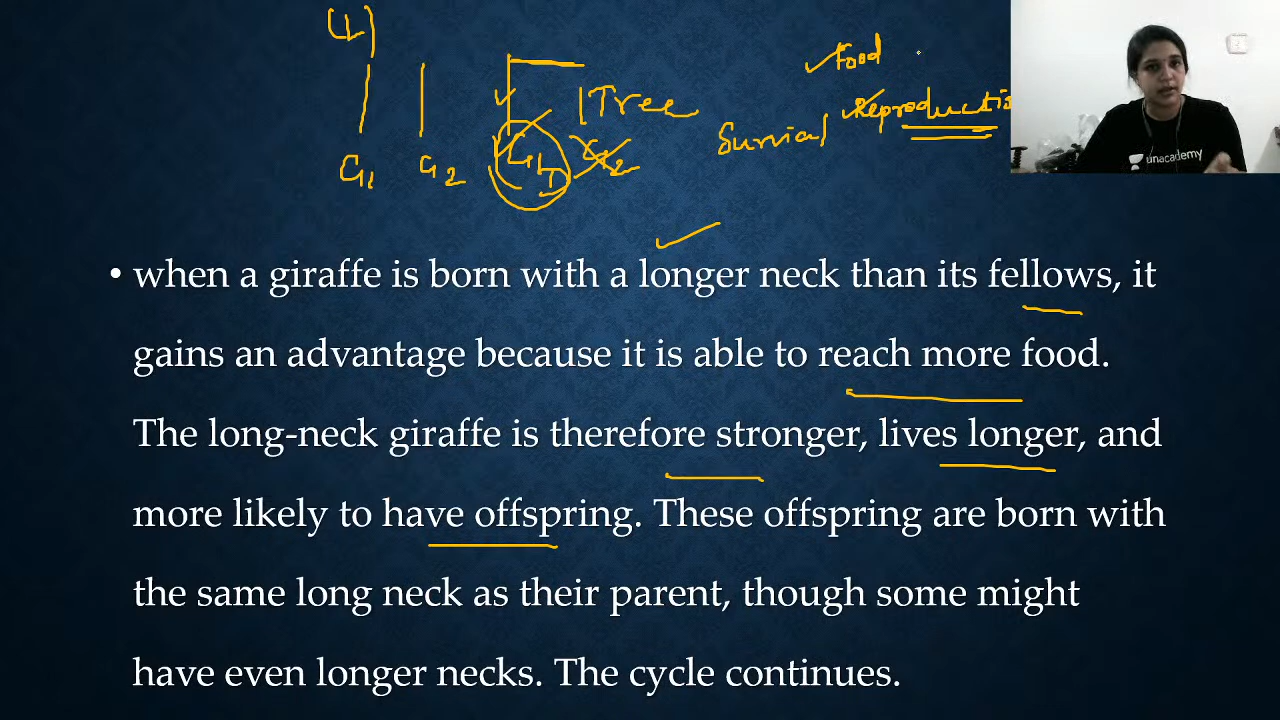 (L)
Food
Tree
Reproductio
Survival
G1 G2 G1 G2
unacademy
• when a giraffe is born with a longer neck than its fellows, it
gains an advantage because it is able to reach more food.
The long-neck giraffe is therefore stronger, lives longer, and
more likely to have offspring. These offspring are born with
the same long neck as their parent, though some might
have even longer necks. The cycle continues.